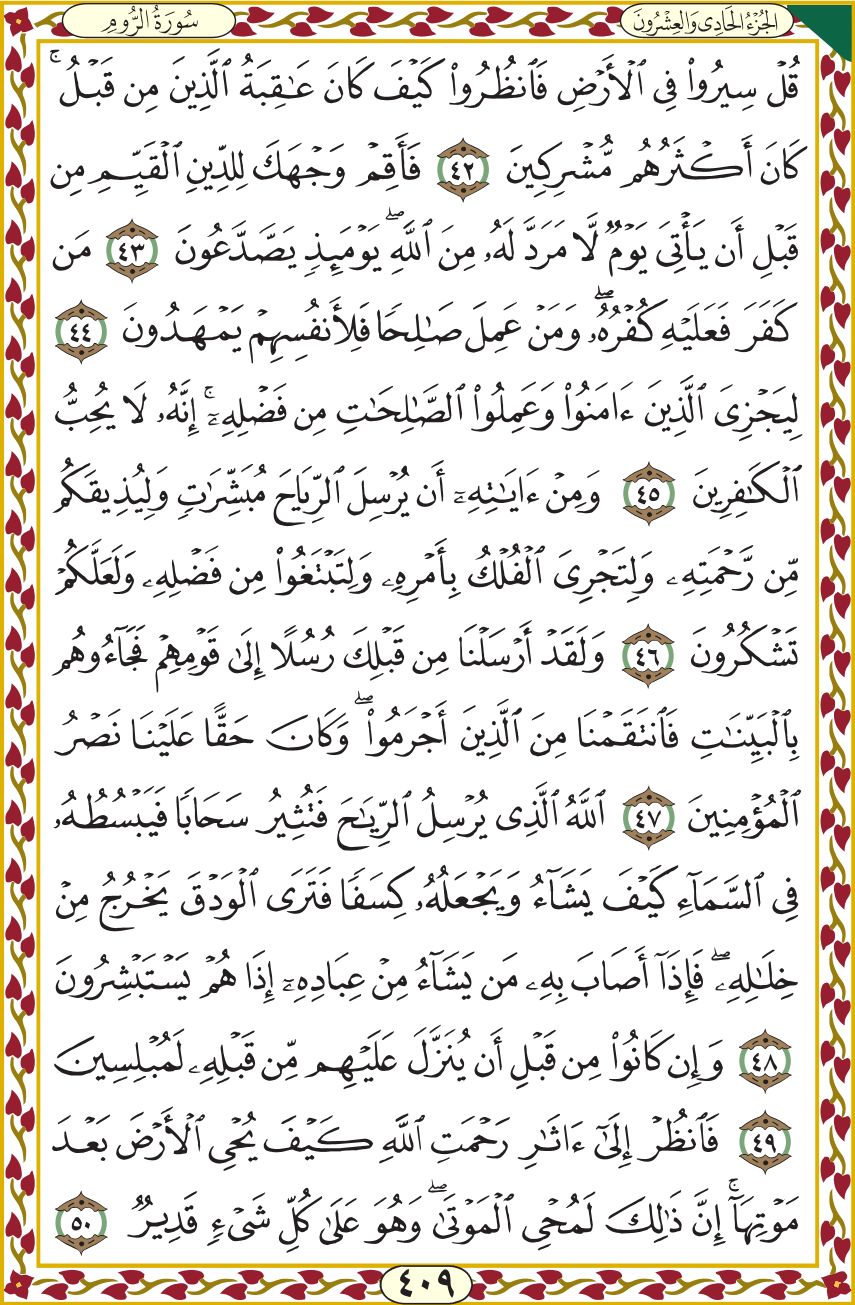 الجُزْءُ الحَادِى وَالعِشْرُونَ
سُورَةُ الرُّومِ
قُلْ سِيرُوا۟ فِى ٱلْأَرْضِ فَٱنظُرُوا۟ كَيْفَ كَانَ عَـٰقِبَةُ ٱلَّذِينَ مِن قَبْلُ ۚ
كَانَ أَكْثَرُهُم مُّشْرِكِينَ ٤٢ فَأَقِمْ وَجْهَكَ لِلدِّينِ ٱلْقَيِّمِ مِن
قَبْلِ أَن يَأْتِىَ يَوْمٌ لَّا مَرَدَّ لَهُۥ مِنَ ٱللَّهِ ۖ يَوْمَئِذٍ يَصَّدَّعُونَ ٤٣ مَن
كَفَرَ فَعَلَيْهِ كُفْرُهُۥ ۖ وَمَنْ عَمِلَ صَـٰلِحًا فَلِأَنفُسِهِمْ يَمْهَدُونَ ٤٤
لِيَجْزِىَ ٱلَّذِينَ ءَامَنُوا۟ وَعَمِلُوا۟ ٱلصَّـٰلِحَـٰتِ مِن فَضْلِهِۦٓ ۚ إِنَّهُۥ لَا يُحِبُّ
ٱلْكَـٰفِرِينَ ٤٥ وَمِنْ ءَايَـٰتِهِۦٓ أَن يُرْسِلَ ٱلرِّيَاحَ مُبَشِّرَٰتٍ وَلِيُذِيقَكُم
مِّن رَّحْمَتِهِۦ وَلِتَجْرِىَ ٱلْفُلْكُ بِأَمْرِهِۦ وَلِتَبْتَغُوا۟ مِن فَضْلِهِۦ وَلَعَلَّكُمْ
تَشْكُرُونَ ٤٦ وَلَقَدْ أَرْسَلْنَا مِن قَبْلِكَ رُسُلًا إِلَىٰ قَوْمِهِمْ فَجَآءُوهُم
بِٱلْبَيِّنَـٰتِ فَٱنتَقَمْنَا مِنَ ٱلَّذِينَ أَجْرَمُوا۟ ۖ وَكَانَ حَقًّا عَلَيْنَا نَصْرُ
ٱلْمُؤْمِنِينَ ٤٧ ٱللَّهُ ٱلَّذِى يُرْسِلُ ٱلرِّيَـٰحَ فَتُثِيرُ سَحَابًا فَيَبْسُطُهُۥ
فِى ٱلسَّمَآءِ كَيْفَ يَشَآءُ وَيَجْعَلُهُۥ كِسَفًا فَتَرَى ٱلْوَدْقَ يَخْرُجُ مِنْ
خِلَـٰلِهِۦ ۖ فَإِذَآ أَصَابَ بِهِۦ مَن يَشَآءُ مِنْ عِبَادِهِۦٓ إِذَا هُمْ يَسْتَبْشِرُونَ
٤٨ وَإِن كَانُوا۟ مِن قَبْلِ أَن يُنَزَّلَ عَلَيْهِم مِّن قَبْلِهِۦ لَمُبْلِسِينَ
٤٩ فَٱنظُرْ إِلَىٰٓ ءَاثَـٰرِ رَحْمَتِ ٱللَّهِ كَيْفَ يُحْىِ ٱلْأَرْضَ بَعْدَ
مَوْتِهَآ ۚ إِنَّ ذَٰلِكَ لَمُحْىِ ٱلْمَوْتَىٰ ۖ وَهُوَ عَلَىٰ كُلِّ شَىْءٍ قَدِيرٌ ٥٠
٤٠٩